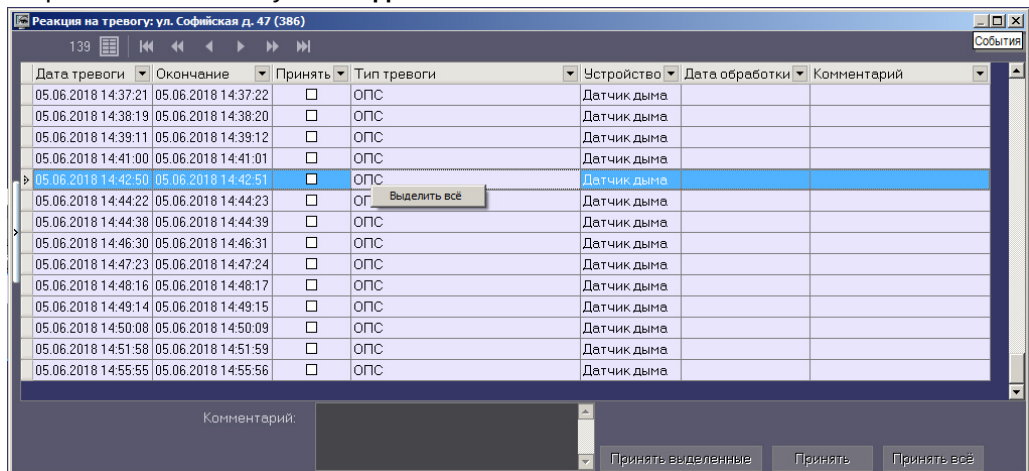 Реакция на тревогу: ул. Софийская д. 47 (386)
139
События
Дата тревоги Окончание Принять Тип тревоги Устройство Дата обработки Комментарий
05.06.2018 14:37:21 05.06.2018 14:37:22 ОПС Датчик дыма
05.06.2018 14:38:19 05.06.2018 14:38:20 ОПС Датчик дыма
05.06.2018 14:39:11 05.06.2018 14:39:12 ОПС Датчик дыма
05.06.2018 14:41:00 05.06.2018 14:41:01 ОПС Датчик дыма
05.06.2018 14:42:50 05.06.2018 14:42:51 ОПС Датчик дыма
Выделить всё
05.06.2018 14:44:22 05.06.2018 14:44:23 Датчик дыма
05.06.2018 14:44:38 05.06.2018 14:44:39 ОПС Датчик дыма
05.06.2018 14:46:30 05.06.2018 14:46:31 ОПС Датчик дыма
05.06.2018 14:47:23 05.06.2018 14:47:24 ОПС Датчик дыма
05.06.2018 14:48:16 05.06.2018 14:48:17 ОПС Датчик дыма
05.06.2018 14:49:14 05.06.2018 14:49:15 ОПС Датчик дыма
05.06.2018 14:50:08 05.06.2018 14:50:09 ОПС Датчик дыма
05.06.2018 14:51:58 05.06.2018 14:51:59 ОПС Датчик дыма
05.06.2018 14:55:55 05.06.2018 14:55:56 ОПС Датчик дыма
Комментарий:
Принять выделенные Принять Принять всё